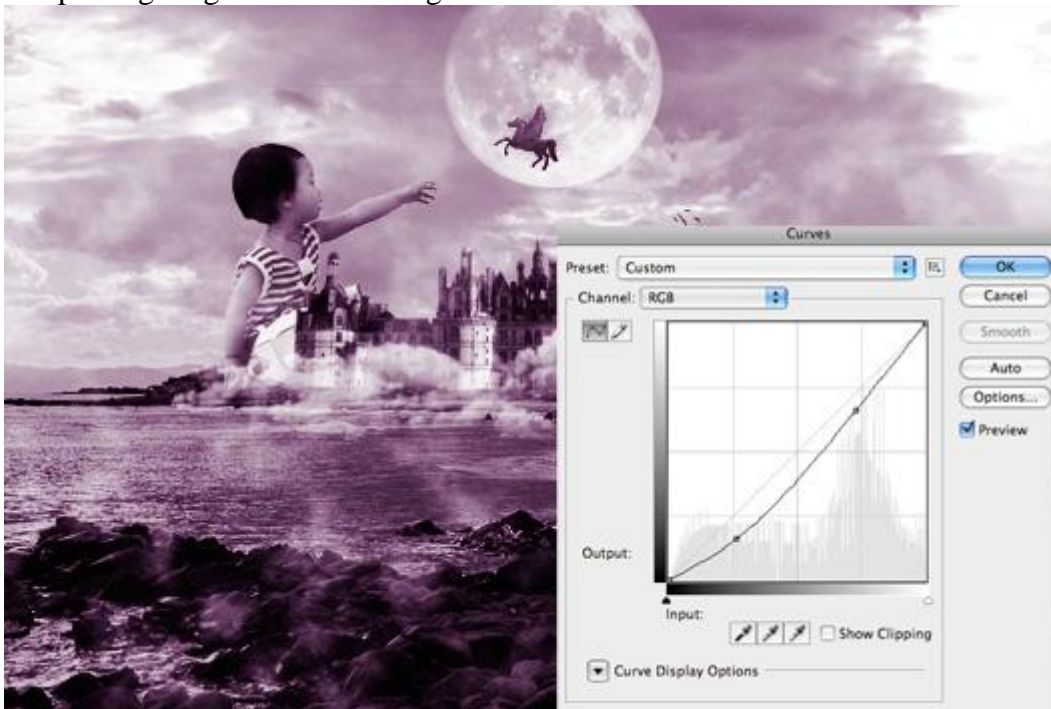 Curves
Preset: Custom
OK
Channel: RGB
Cancel
Smooth
Auto
Options...
Preview
Output:
Input:
Show Clipping
Curve Display Options